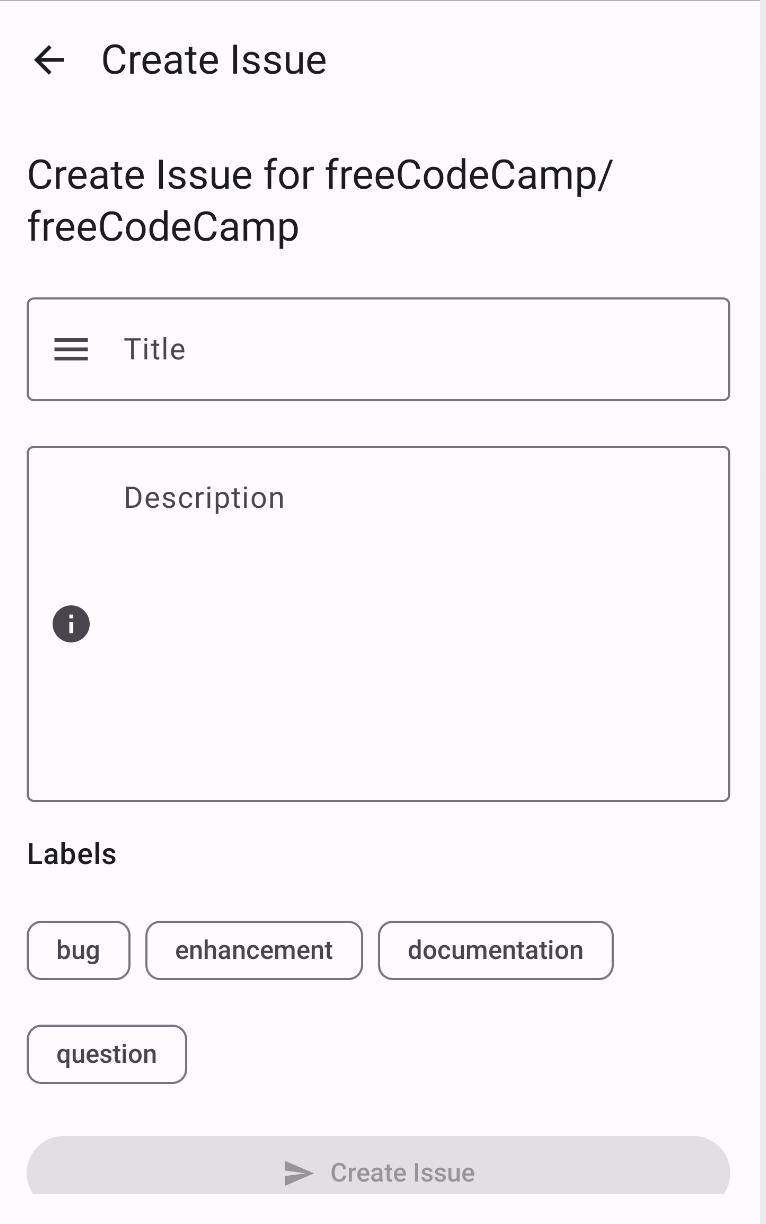 Create Issue
Create Issue for freeCodeCamp/
freeCodeCamp
Title
Description
Labels
bug enhancement documentation
question
Create Issue